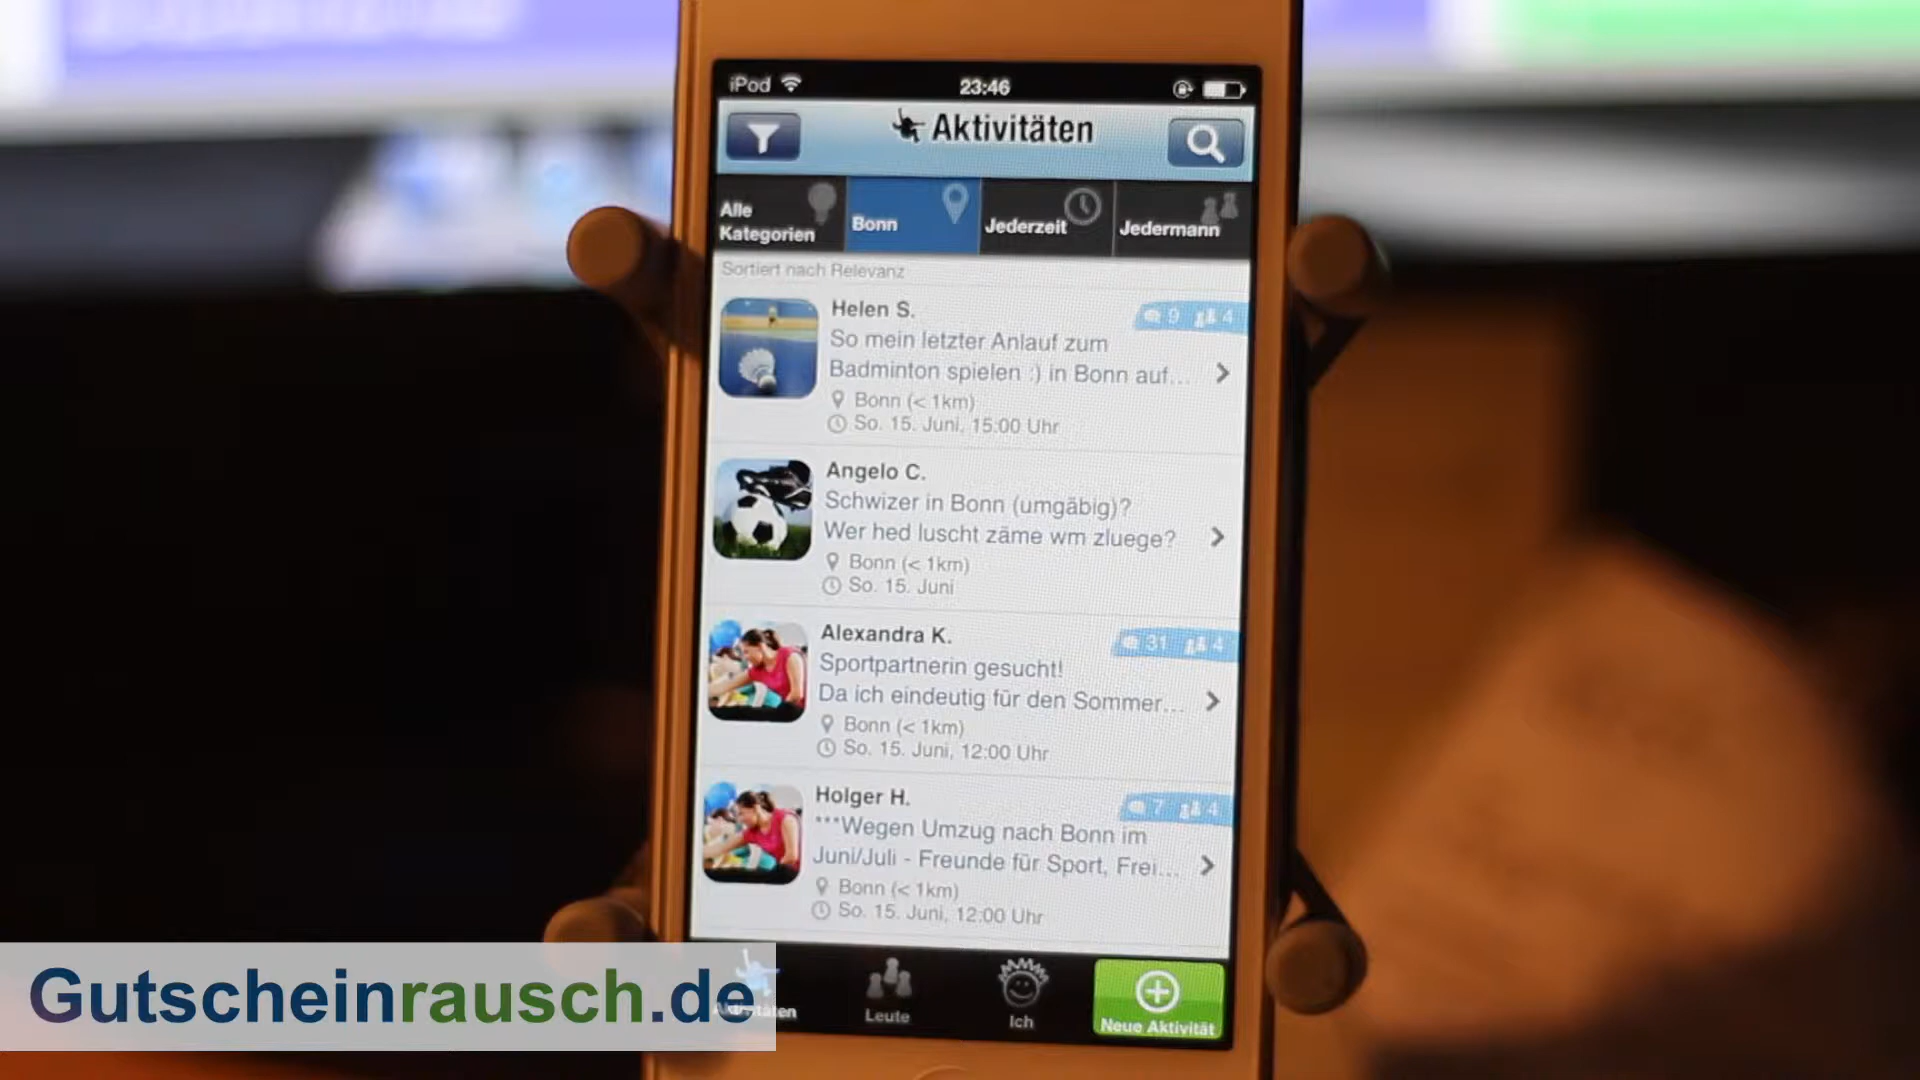 iPod
23:46
Aktivitäten
Alle
Kategorien
Bonn
Jederzeit
Jedermann
Sortiert nach Relevanz
Helen S.
9 4
So mein letzter Anlauf zum
Badminton spielen :) in Bonn auf...
Bonn (< 1km)
So. 15. Juni, 15:00 Uhr
Angelo C.
Schwizer in Bonn (umgäbig)?
Wer hed luscht zäme wm zluege?
Bonn (< 1km)
So. 15. Juni
Alexandra K.
31 4
Sportpartnerin gesucht!
Da ich eindeutig für den Sommer...
Bonn (< 1km)
So. 15. Juni, 12:00 Uhr
Holger H.
7 4
***Wegen Umzug nach Bonn im
Juni/Juli - Freunde für Sport, Frei...
Bonn (< 1km)
So. 15. Juni, 12:00 Uhr
Aktivitäten
Leute
Ich
Neue Aktivität
Gutscheinrausch.de